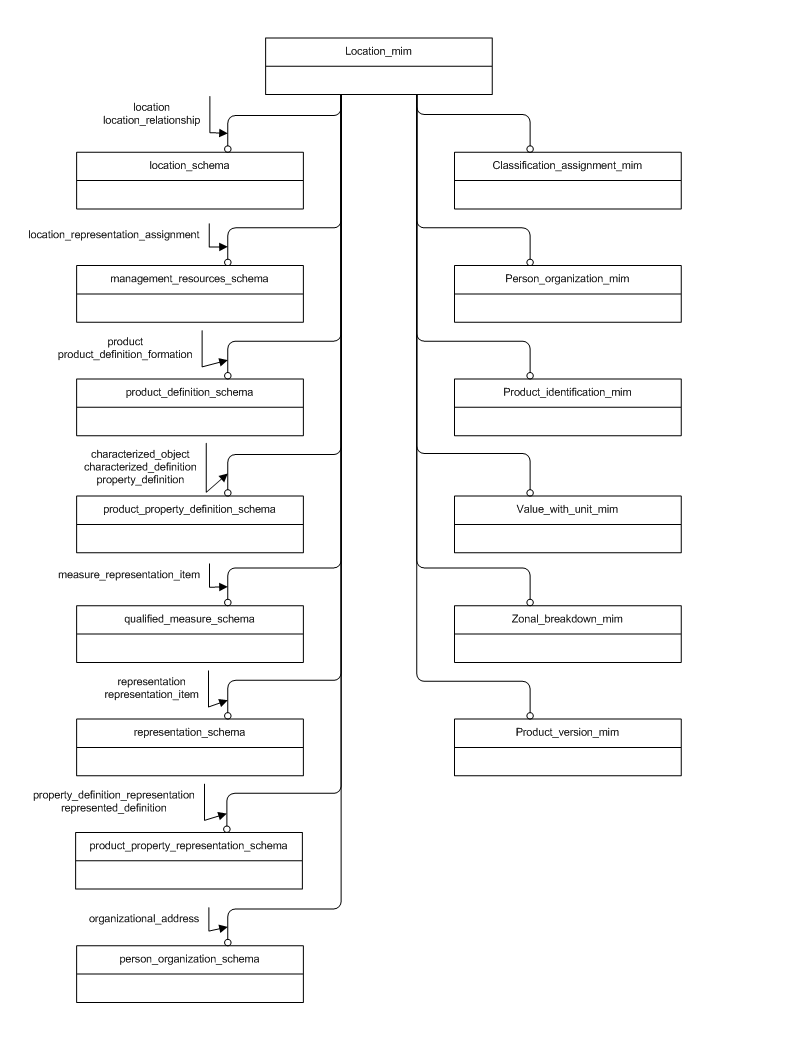 Location_mim
location
location_relationship
location_schema
Classification_assignment_mim
location_representation_assignment
management_resources_schema
Person_organization_mim
product
product_definition_formation
product_definition_schema
Product_identification_mim
characterized_object
characterized_definition
property_definition
product_property_definition_schema
Value_with_unit_mim
measure_representation_item
qualified_measure_schema
Zonal_breakdown_mim
representation
representation_item
representation_schema
Product_version_mim
property_definition_representation
represented_definition
product_property_representation_schema
organizational_address
person_organization_schema